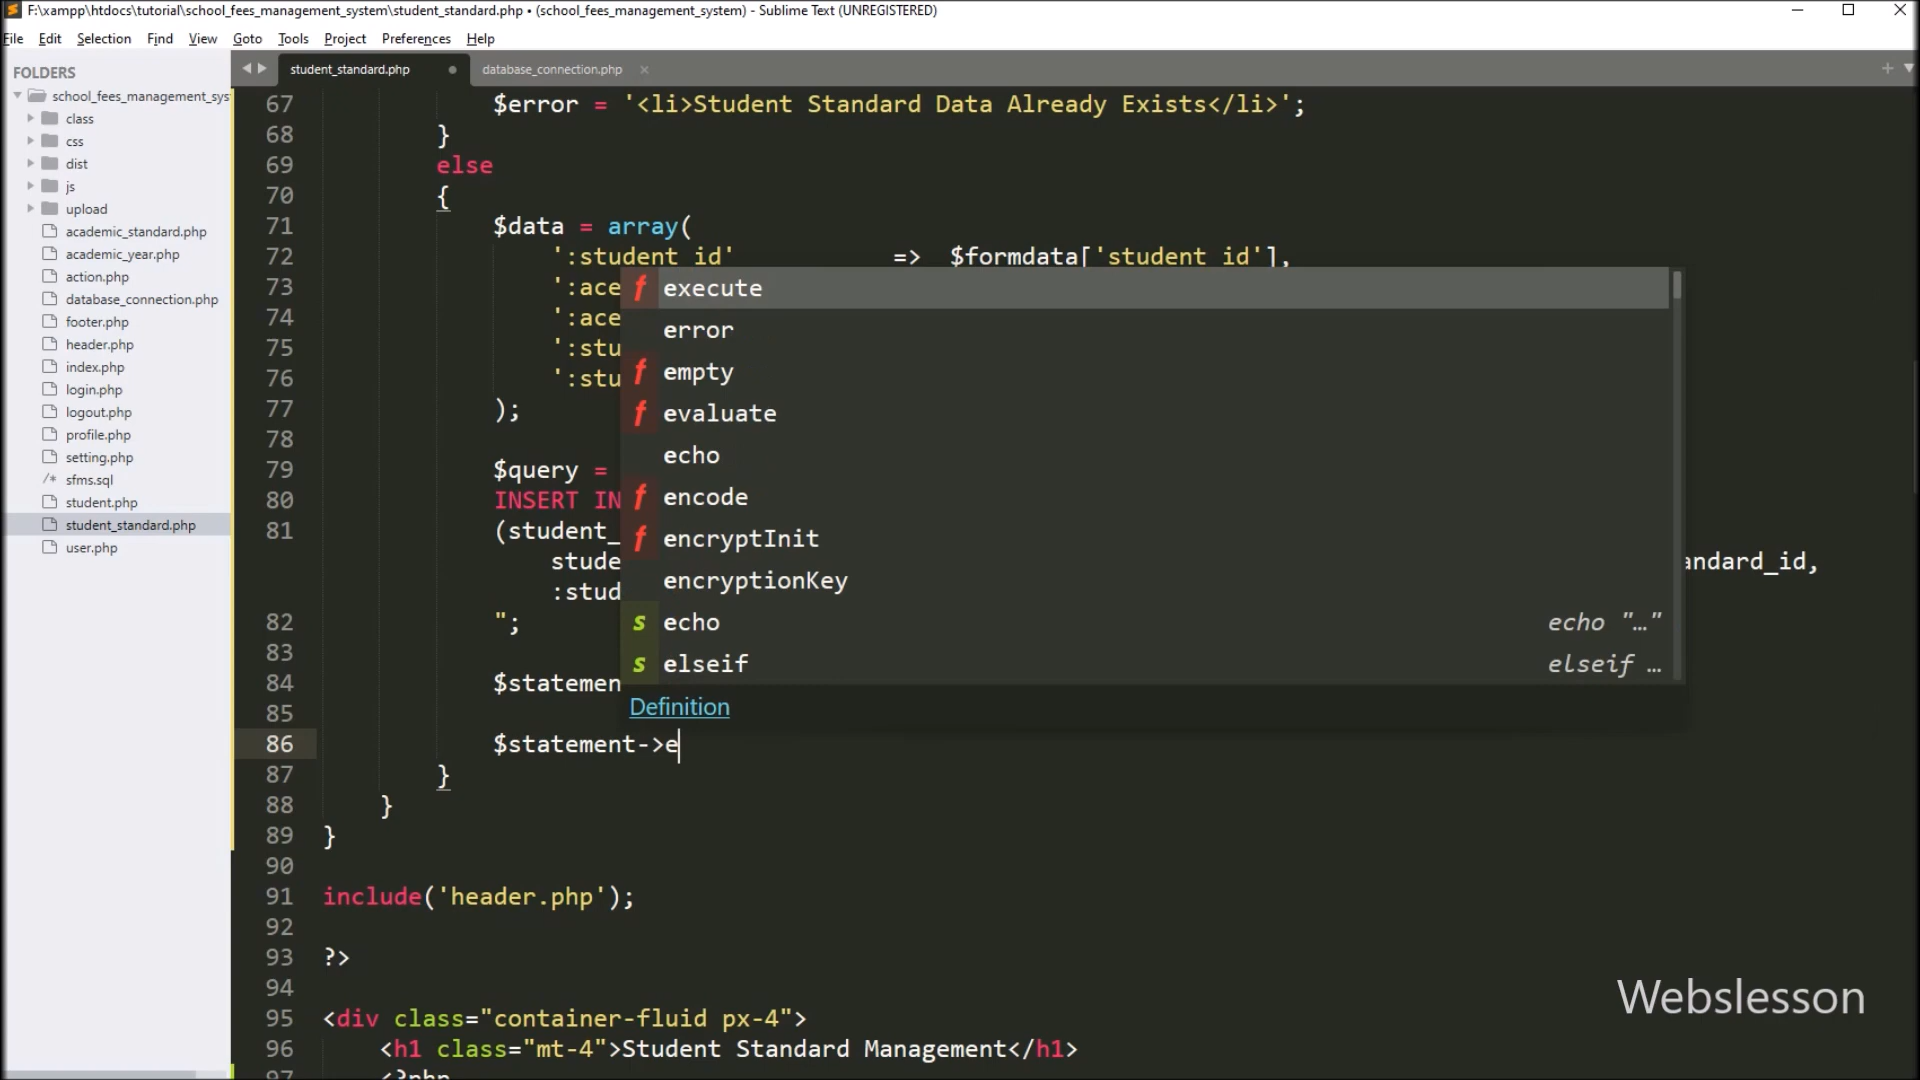 F:\xampp\htdocs\tutorial\school_fees_management_system\student_standard.php • (school_fees_management_system) - Sublime Text (UNREGISTERED)
File Edit Selection Find View Goto Tools Project Preferences Help
FOLDERS
school_fees_management_sys
class
css
dist
js
upload
academic_standard.php
academic_year.php
action.php
database_connection.php
footer.php
header.php
index.php
login.php
logout.php
profile.php
setting.php
/* sfms.sql
student.php
student_standard.php
user.php
student_standard.php database_connection.php
67 $error = '<li>Student Standard Data Already Exists</li>';
68 }
69 else
70 {
71 $data = array(
72 ':student_id' => $formdata['student_id'],
73 ':ace
74 ':ace
75 ':stu
76 ':stu
77 );
78
79 $query =
80 INSERT IN
81 (student_
stude andard_id,
:stud
82 ";
83
84 $statemen
85
86 $statement->e
87 }
88 }
89 }
90
91 include('header.php');
92
93 ?>
94
95 <div class="container-fluid px-4">
96 <h1 class="mt-4">Student Standard Management</h1>
97 <?php
f execute
error
f empty
f evaluate
echo
f encode
f encryptInit
encryptionKey
s echo echo "…"
s elseif elseif …
Definition
Webslesson